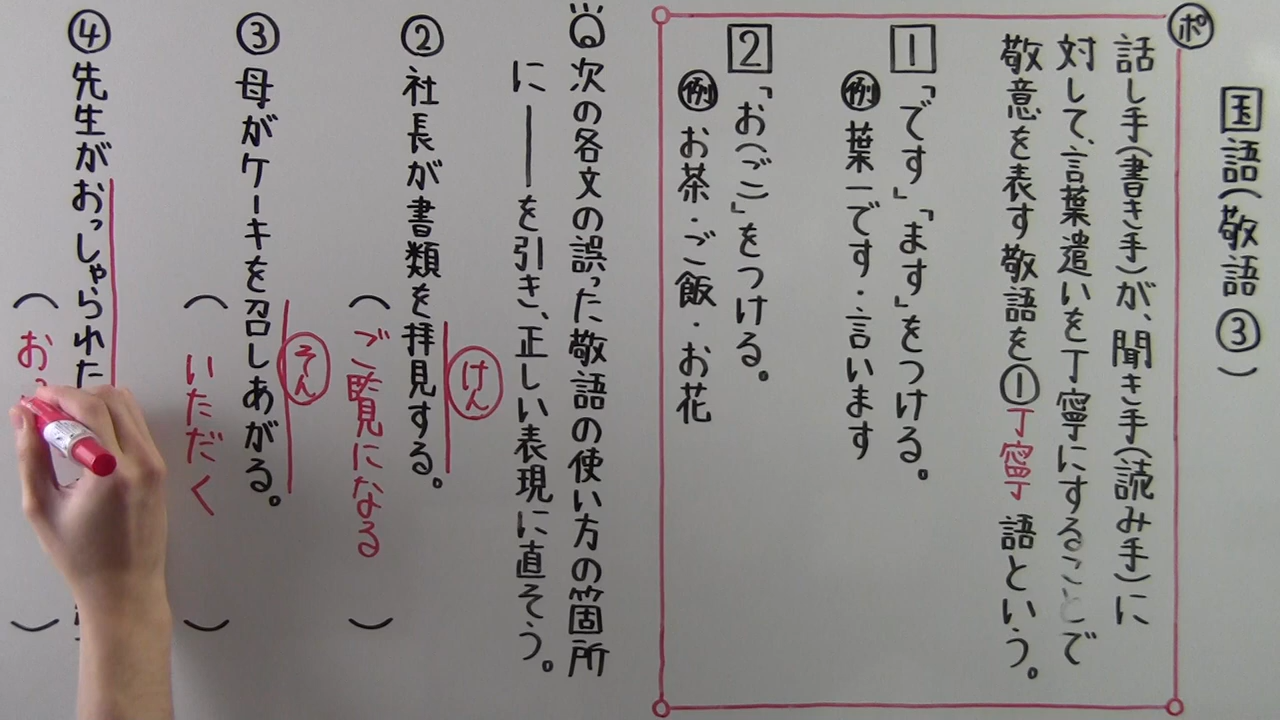 国語(敬語③)
ポ
話し手(書き手)が、聞き手(読み手)に
対して、言葉遣いを丁寧にすることで
敬意を表す敬語を①丁寧語という。
1 「です」「ます」をつける。
例 葉一です・言います
2 「お(ご)」をつける。
例 お茶・ご飯・お花
次の各文の誤った敬語の使い方の箇所
に――を引き、正しい表現に直そう。
② 社長が書類を拝見する。
けん
(ご覧になる)
③ 母がケーキを召しあがる。
そん
(いただく)
④ 先生がおっしゃられた
(おっ)